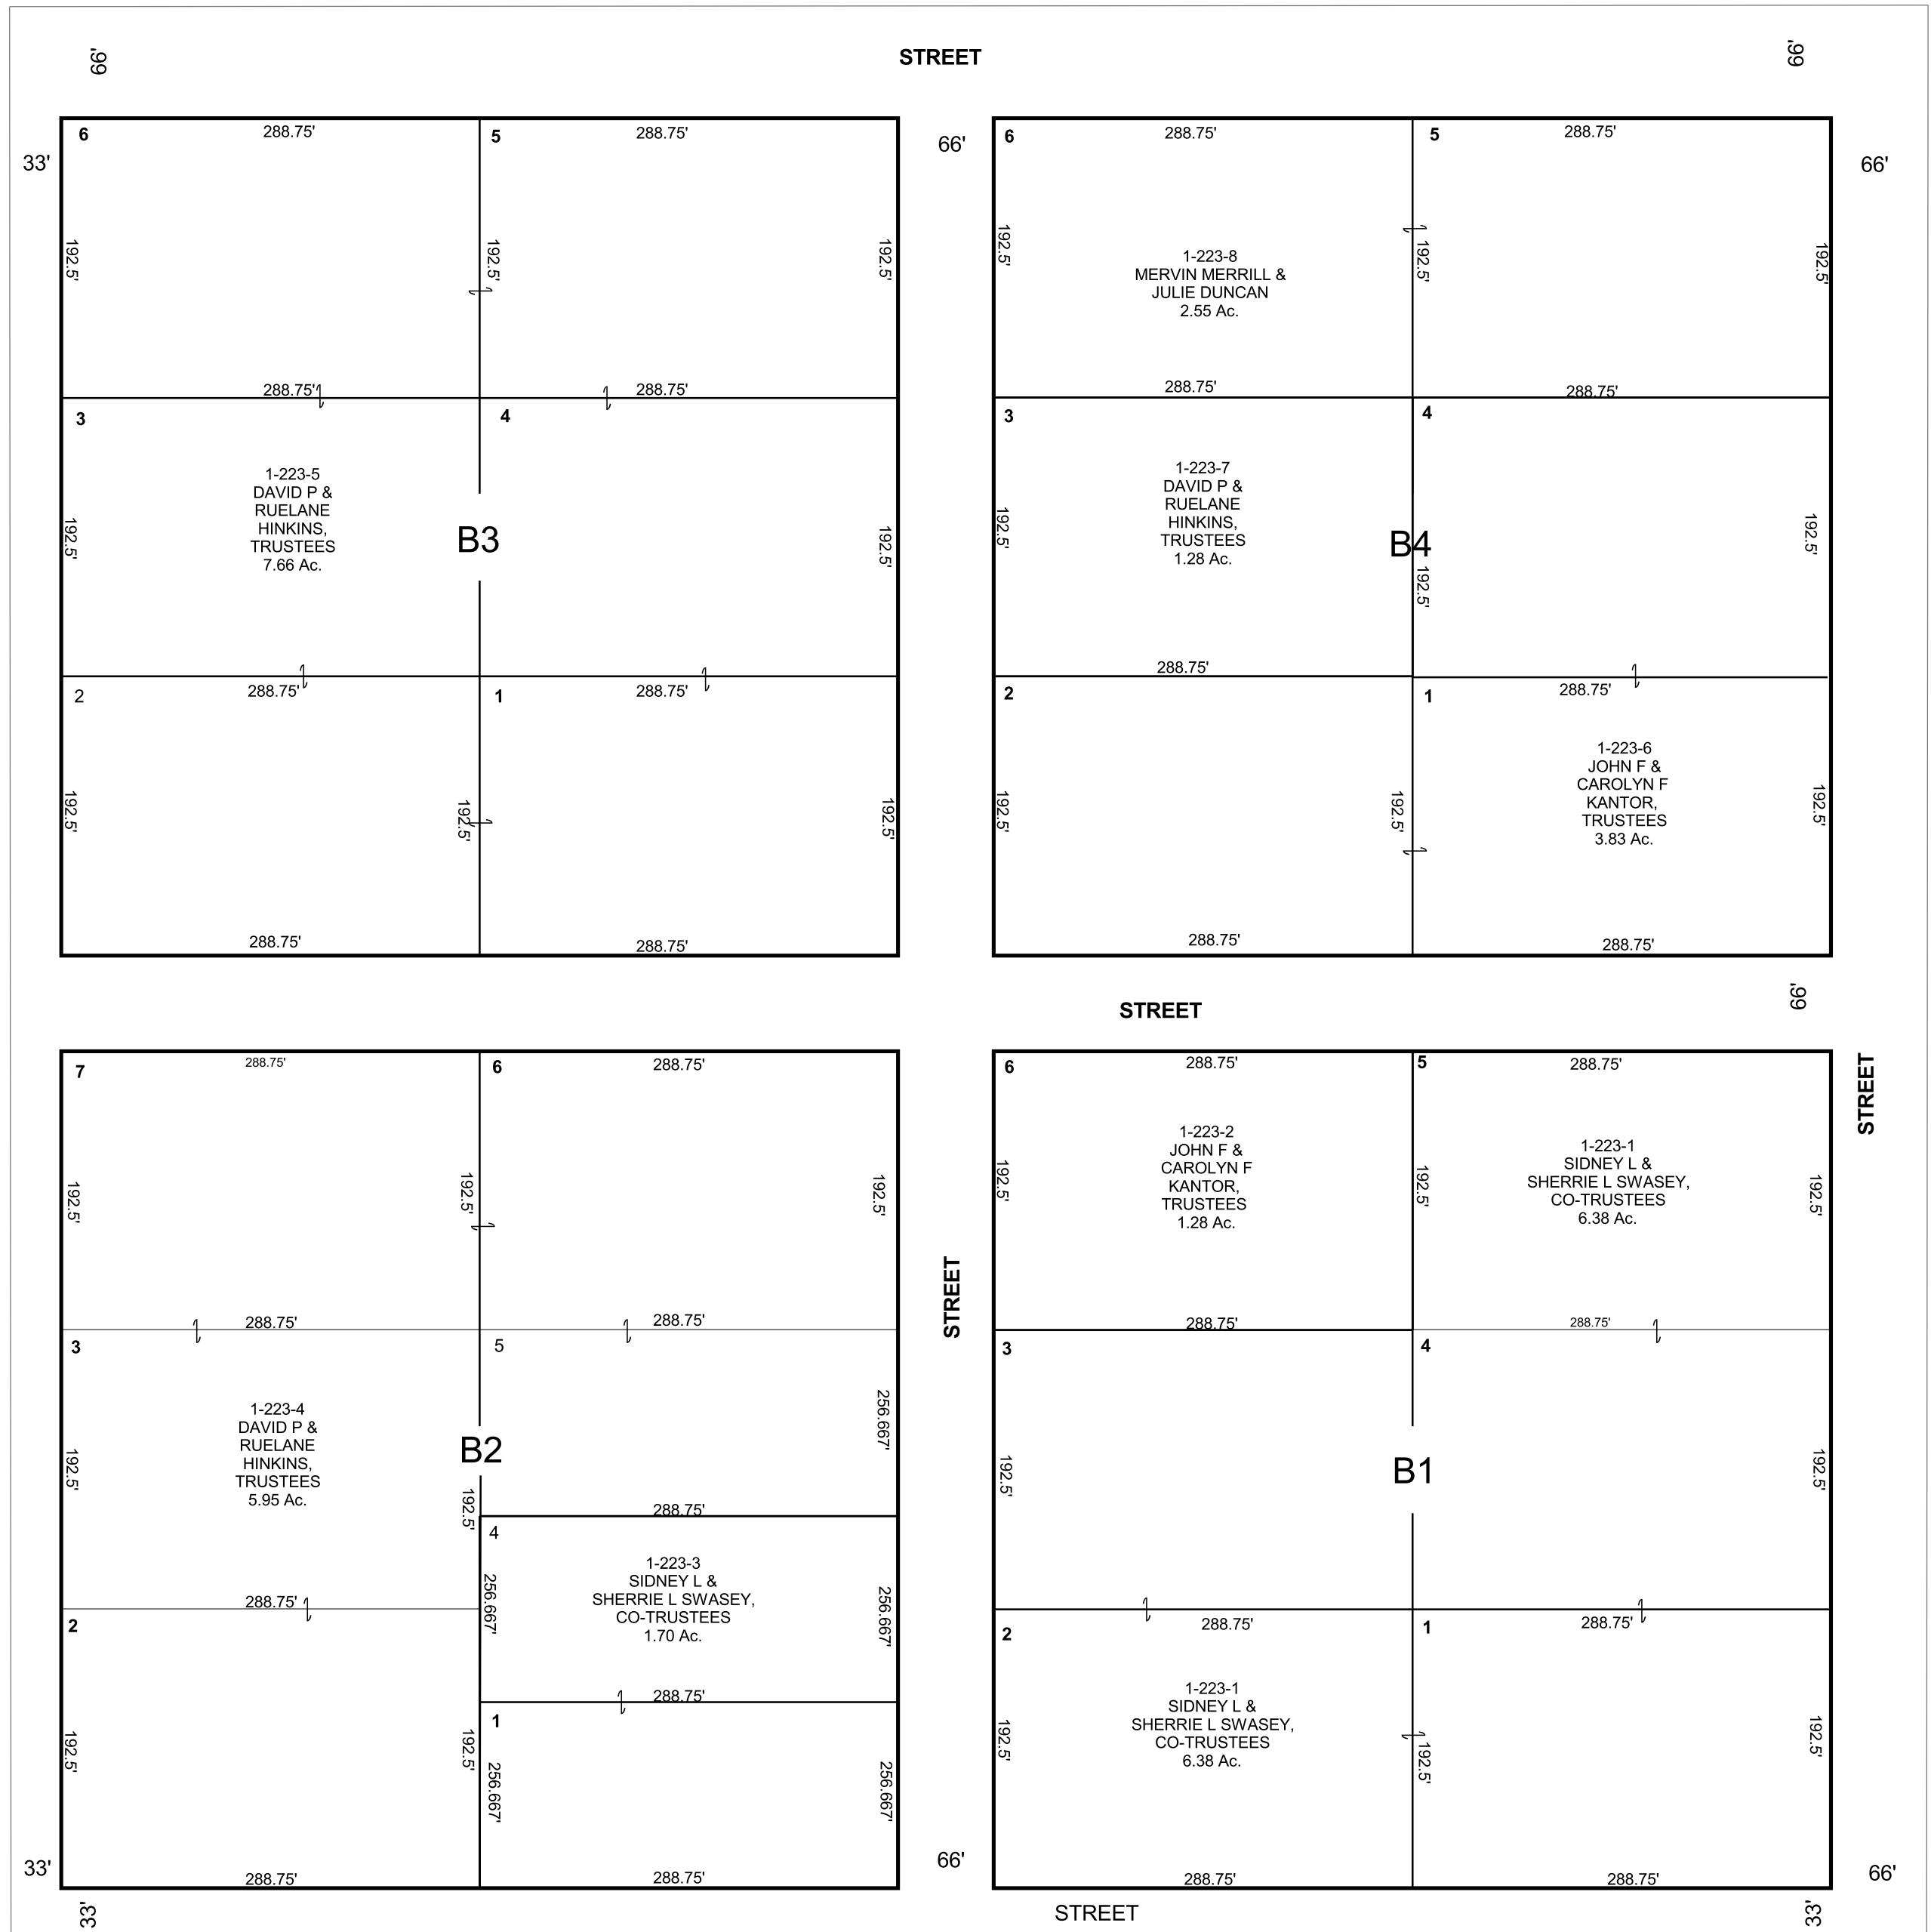 66'
STREET
66'
33'
6
288.75'
5
288.75'
66'
6
288.75'
5
288.75'
66'
192.5'
192.5'
192.5'
192.5'
192.5'
192.5'
1-223-8
MERVIN MERRILL &
JULIE DUNCAN
2.55 Ac.
288.75'
288.75'
288.75'
288.75'
3
4
3
4
1-223-5
DAVID P &
RUELANE
HINKINS,
TRUSTEES
7.66 Ac.
192.5'
B3
192.5'
1-223-7
DAVID P &
RUELANE
HINKINS,
TRUSTEES
1.28 Ac.
192.5'
B4
192.5'
192.5'
288.75'
288.75'
288.75'
288.75'
2
1
2
1
1-223-6
JOHN F &
CAROLYN F
KANTOR,
TRUSTEES
3.83 Ac.
192.5'
192.5'
192.5'
192.5'
192.5'
192.5'
288.75'
288.75'
288.75'
288.75'
STREET
66'
7
288.75'
6
288.75'
6
288.75'
5
288.75'
STREET
192.5'
192.5'
192.5'
1-223-2
JOHN F &
CAROLYN F
KANTOR,
TRUSTEES
1.28 Ac.
192.5'
192.5'
1-223-1
SIDNEY L &
SHERRIE L SWASEY,
CO-TRUSTEES
6.38 Ac.
192.5'
STREET
288.75'
288.75'
288.75'
288.75'
3
5
3
4
1-223-4
DAVID P &
RUELANE
HINKINS,
TRUSTEES
5.95 Ac.
192.5'
B2
192.5'
256.667'
192.5'
B1
192.5'
288.75'
4
1-223-3
SIDNEY L &
SHERRIE L SWASEY,
CO-TRUSTEES
1.70 Ac.
256.667'
256.667'
288.75'
288.75'
288.75'
2
2
1
288.75'
1
1-223-1
SIDNEY L &
SHERRIE L SWASEY,
CO-TRUSTEES
6.38 Ac.
192.5'
192.5'
256.667'
256.667'
192.5'
192.5'
192.5'
33'
288.75'
288.75'
66'
288.75'
288.75'
66'
33'
STREET
33'